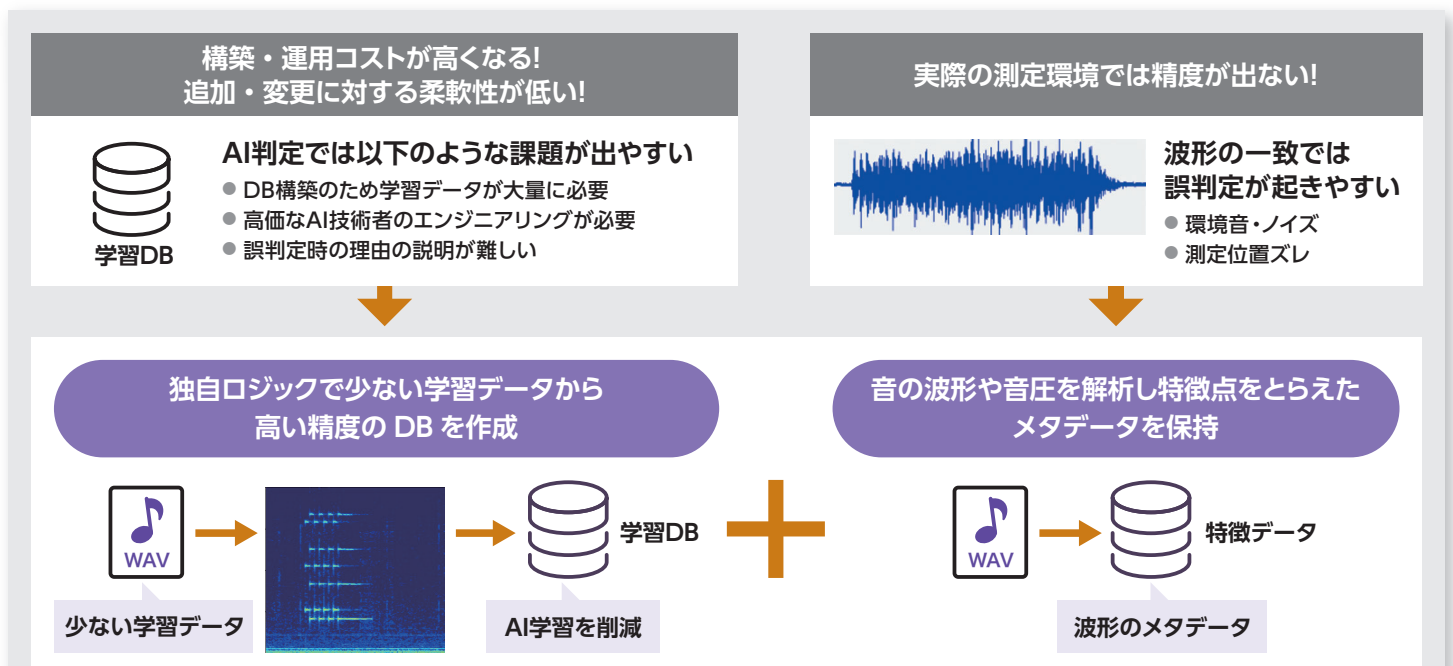 構築・運用コストが高くなる!
追加・変更に対する柔軟性が低い!
学習DB
AI判定では以下のような課題が出やすい
● DB構築のため学習データが大量に必要
● 高価なAI技術者のエンジニアリングが必要
● 誤判定時の理由の説明が難しい
実際の測定環境では精度が出ない!
波形の一致では
誤判定が起きやすい
● 環境音・ノイズ
● 測定位置ズレ
独自ロジックで少ない学習データから
高い精度の DB を作成
WAV
学習DB
少ない学習データ
AI学習を削減
音の波形や音圧を解析し特徴点をとらえた
メタデータを保持
WAV
特徴データ
波形のメタデータ